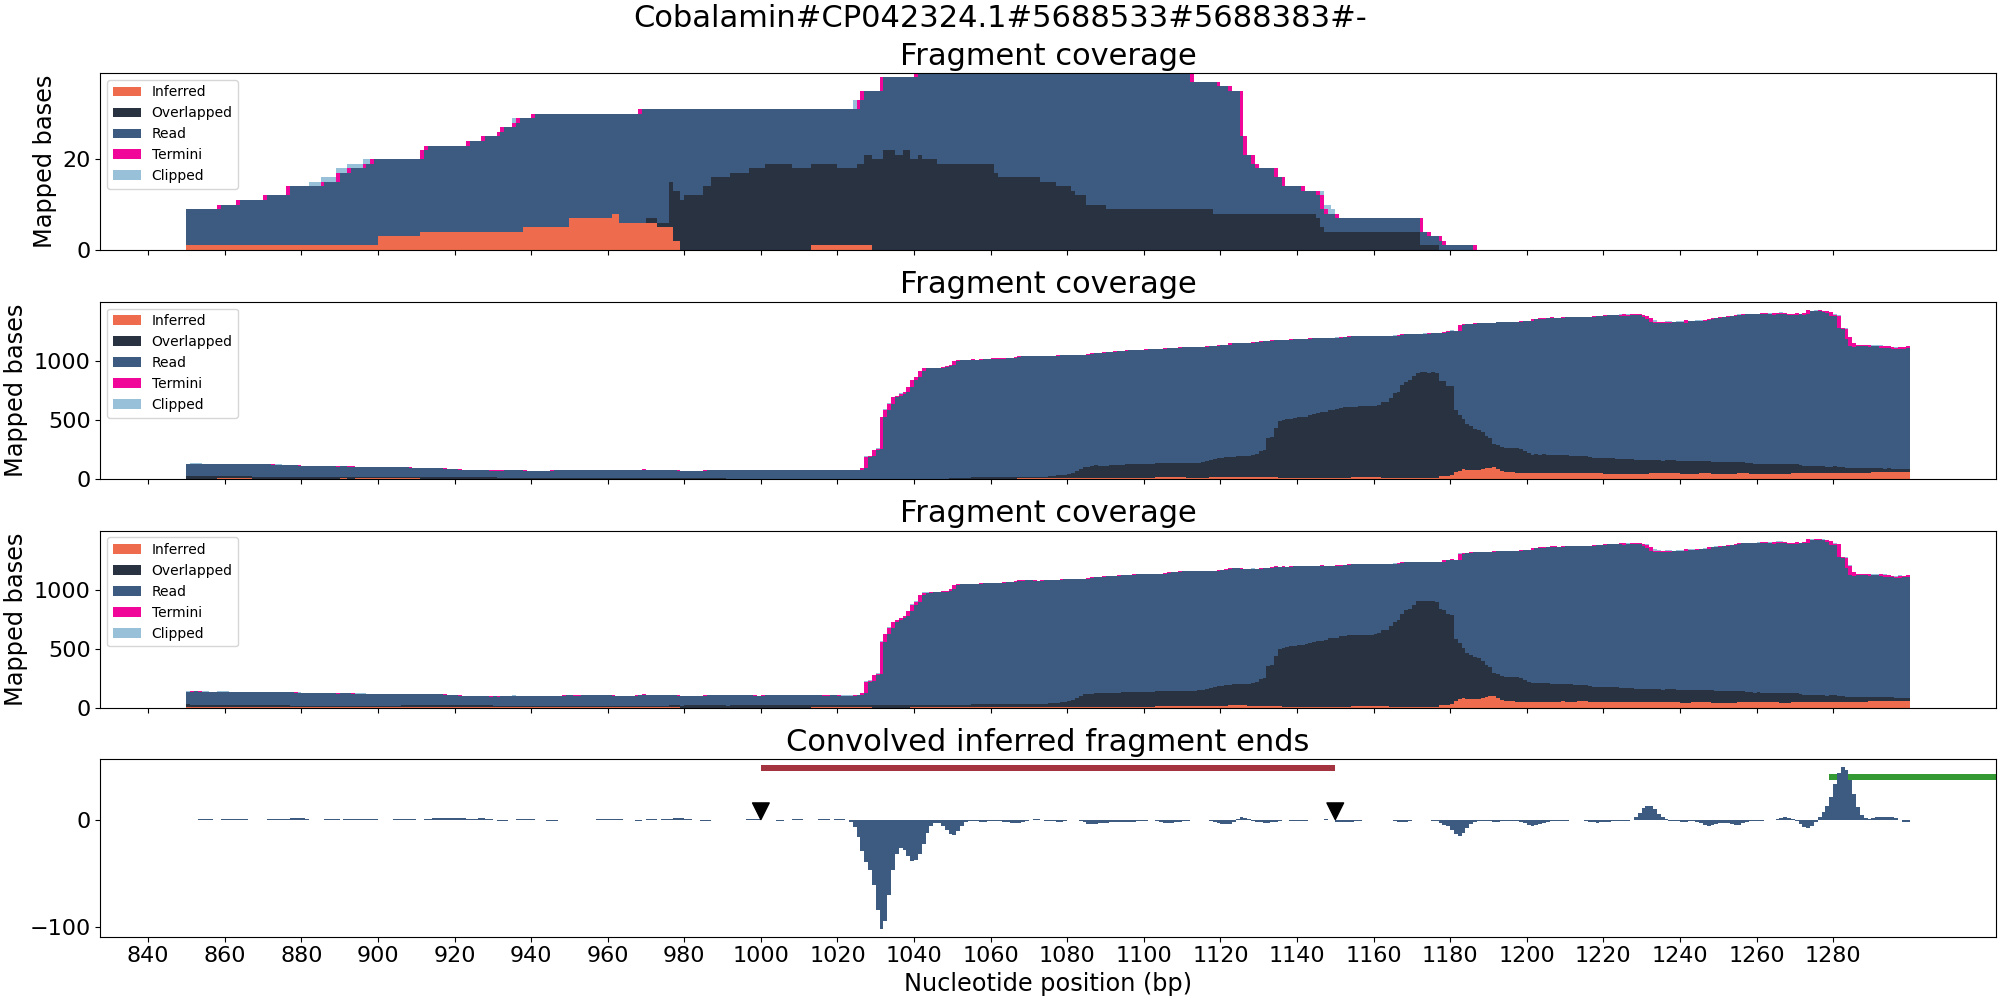 Cobalamin#CP042324.1#5688533#5688383#-
Fragment coverage
Mapped bases
20
0
Inferred
Overlapped
Read
Termini
Clipped
Fragment coverage
Mapped bases
1000
500
0
Inferred
Overlapped
Read
Termini
Clipped
Fragment coverage
Mapped bases
1000
500
0
Inferred
Overlapped
Read
Termini
Clipped
Convolved inferred fragment ends
0
−100
840 860 880 900 920 940 960 980 1000 1020 1040 1060 1080 1100 1120 1140 1160 1180 1200 1220 1240 1260 1280
Nucleotide position (bp)